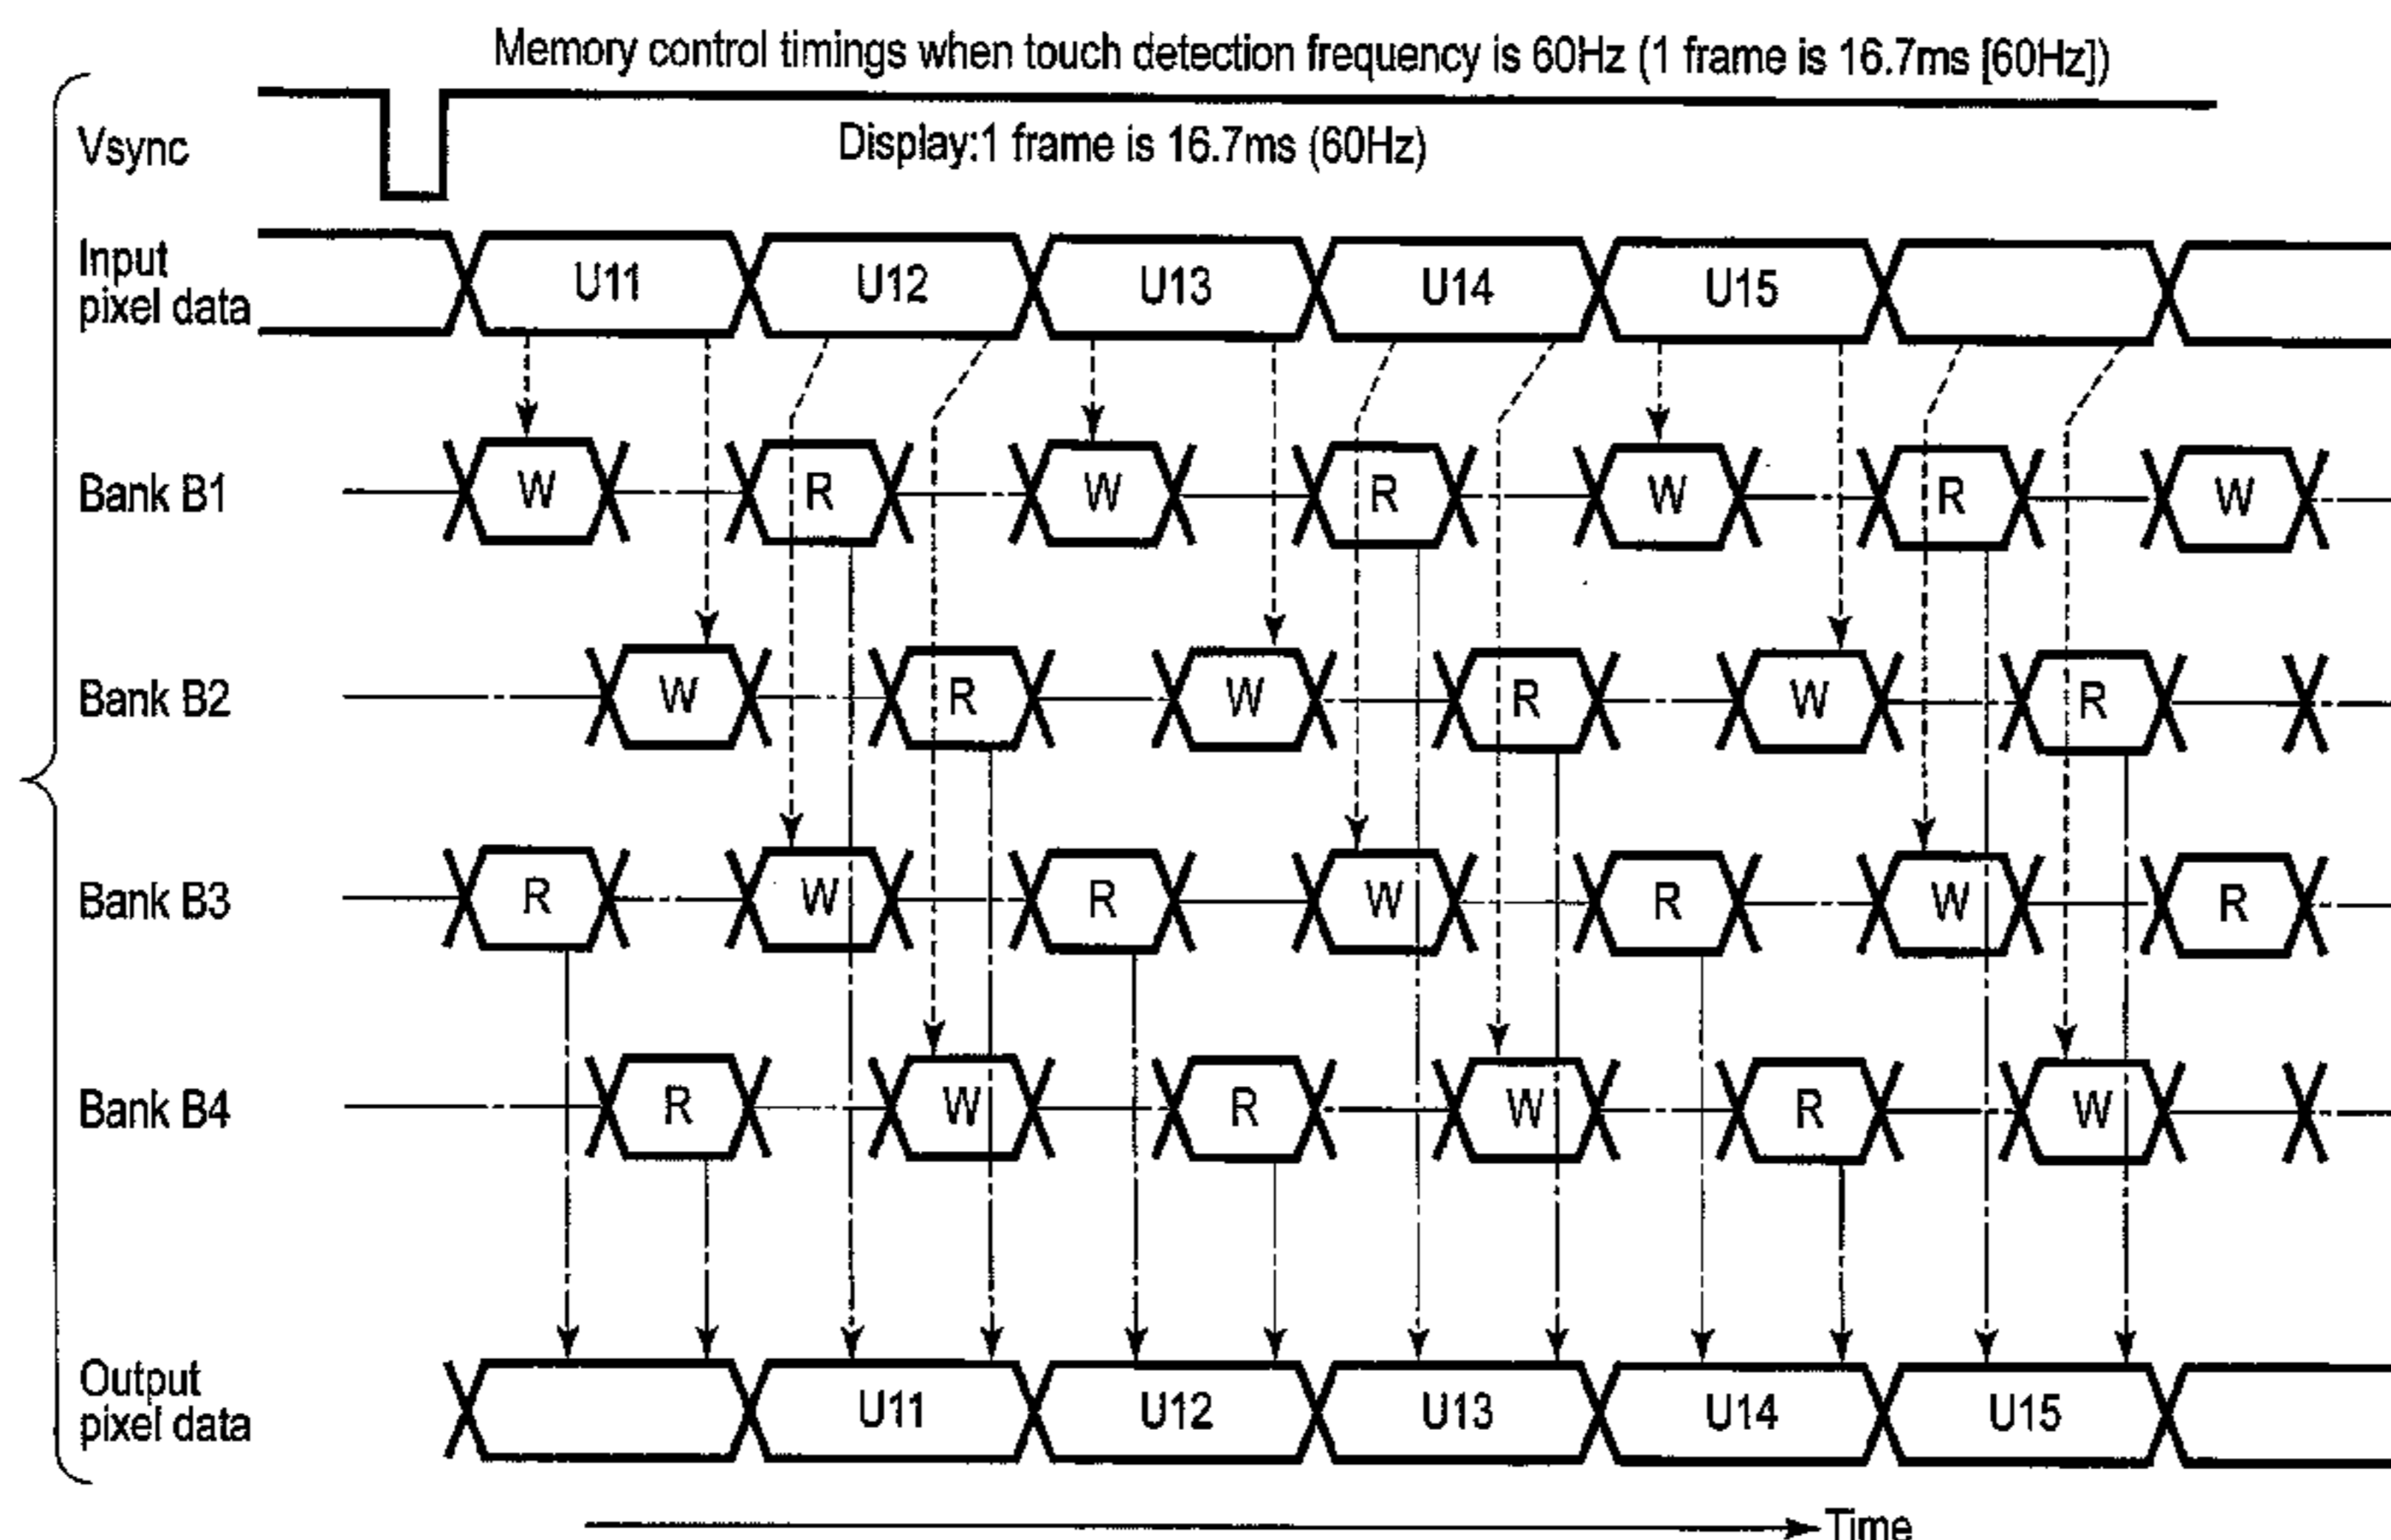 Memory control timings when touch detection frequency is 60Hz (1 frame is 16.7ms [60Hz])
Vsync
Display:1 frame is 16.7ms (60Hz)
Input
pixel data
U11 U12 U13 U14 U15
Bank B1
W R W R W R W
Bank B2
W R W R W R
Bank B3
R W R W R W R
Bank B4
R W R W R W
Output
pixel data
U11 U12 U13 U14 U15
Time